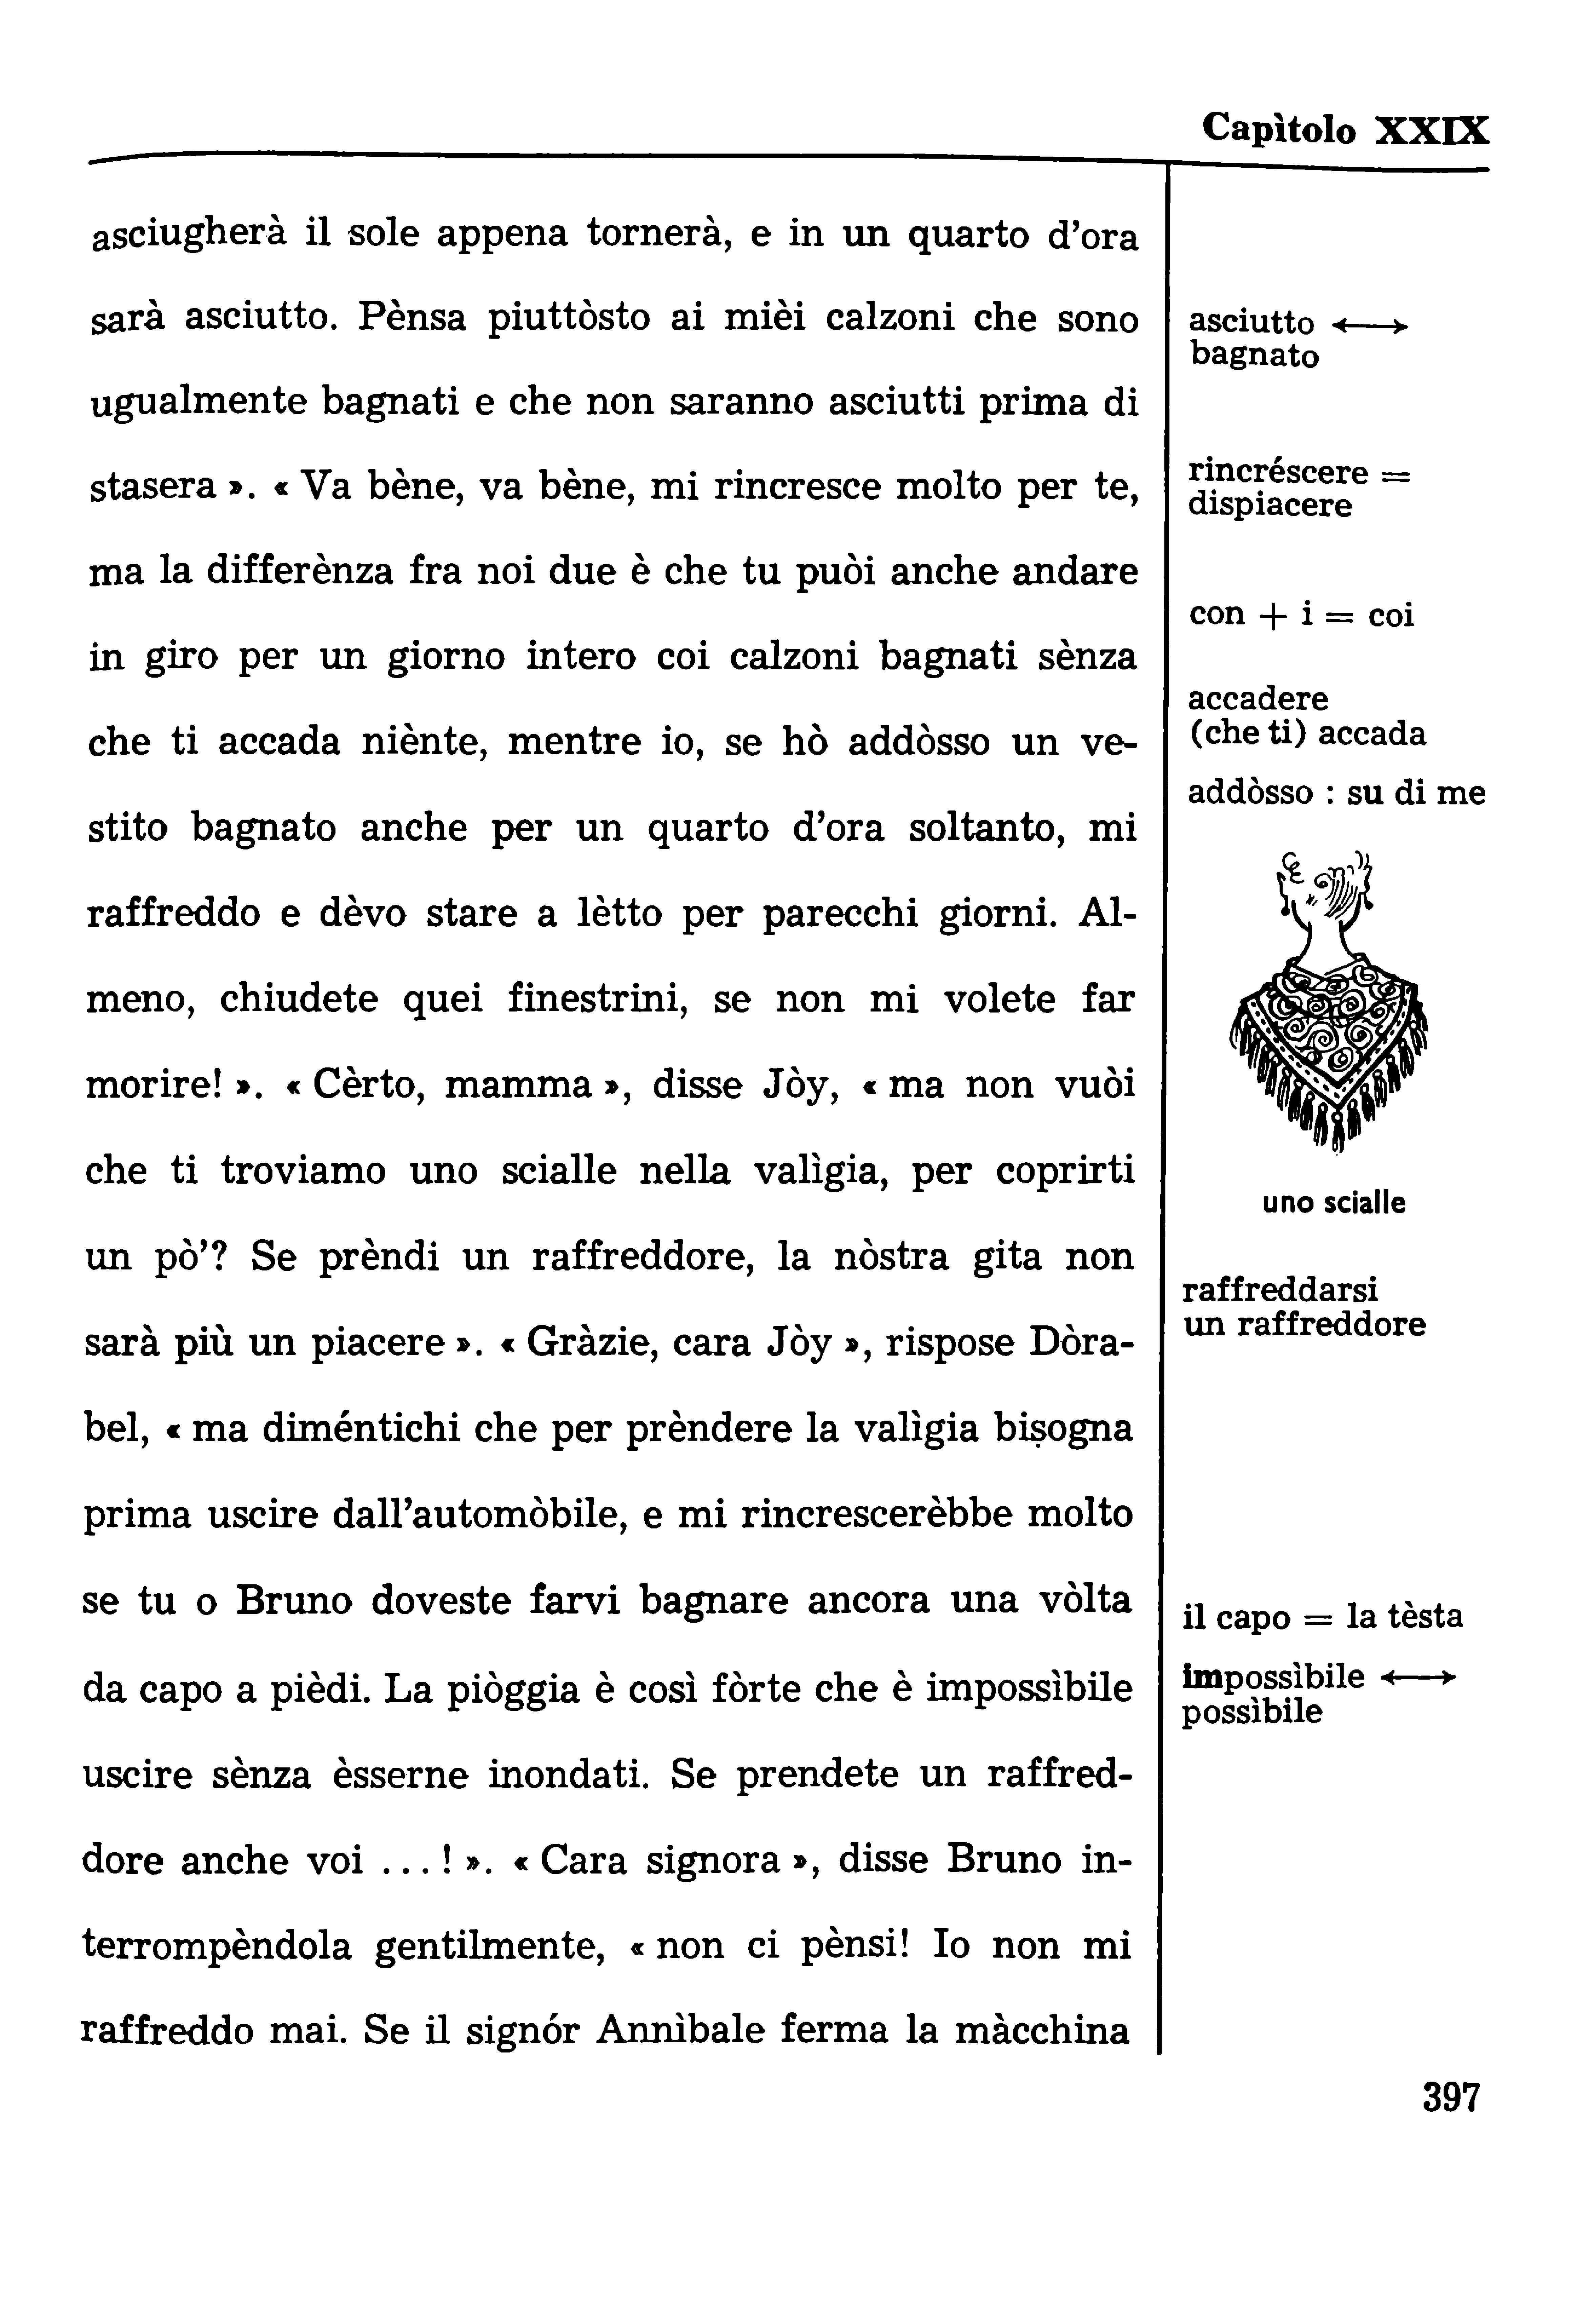 Capìtolo XXIX
asciugherà il sole appena tornerà, e in un quarto d'ora
sarà asciutto. Pènsa piuttòsto ai mièi calzoni che sono
ugualmente bagnati e che non saranno asciutti prima di
stasera ». « Va bène, va bène, mi rincresce molto per te,
ma la differènza fra noi due è che tu puòi anche andare
in giro per un giorno intero coi calzoni bagnati sènza
che ti accada niènte, mentre io, se hò addòsso un ve-
stito bagnato anche per un quarto d'ora soltanto, mi
raffreddo e dèvo stare a lètto per parecchi giorni. Al-
meno, chiudete quei finestrini, se non mi volete far
morire! ». « Cèrto, mamma », disse Jòy, « ma non vuòi
che ti troviamo uno scialle nella valìgia, per coprirti
un pò'? Se prèndi un raffreddore, la nòstra gita non
sarà più un piacere ». « Gràzie, cara Jòy », rispose Dòra-
bel, « ma diméntichi che per prèndere la valìgia biṣogna
prima uscire dall'automòbile, e mi rincrescerèbbe molto
se tu o Bruno doveste farvi bagnare ancora una vòlta
da capo a pièdi. La piòggia è così fòrte che è impossìbile
uscire sènza èsserne inondati. Se prendete un raffred-
dore anche voi ...! ». « Cara signora », disse Bruno in-
terrompèndola gentilmente, « non ci pènsi! Io non mi
raffreddo mai. Se il signór Annìbale ferma la màcchina
asciutto ⟷
bagnato
rincréscere =
dispiacere
con + i = coi
accadere
(che ti) accada
addòsso : su di me
uno scialle
raffreddarsi
un raffreddore
il capo = la tèsta
impossìbile ⟷
possìbile
397